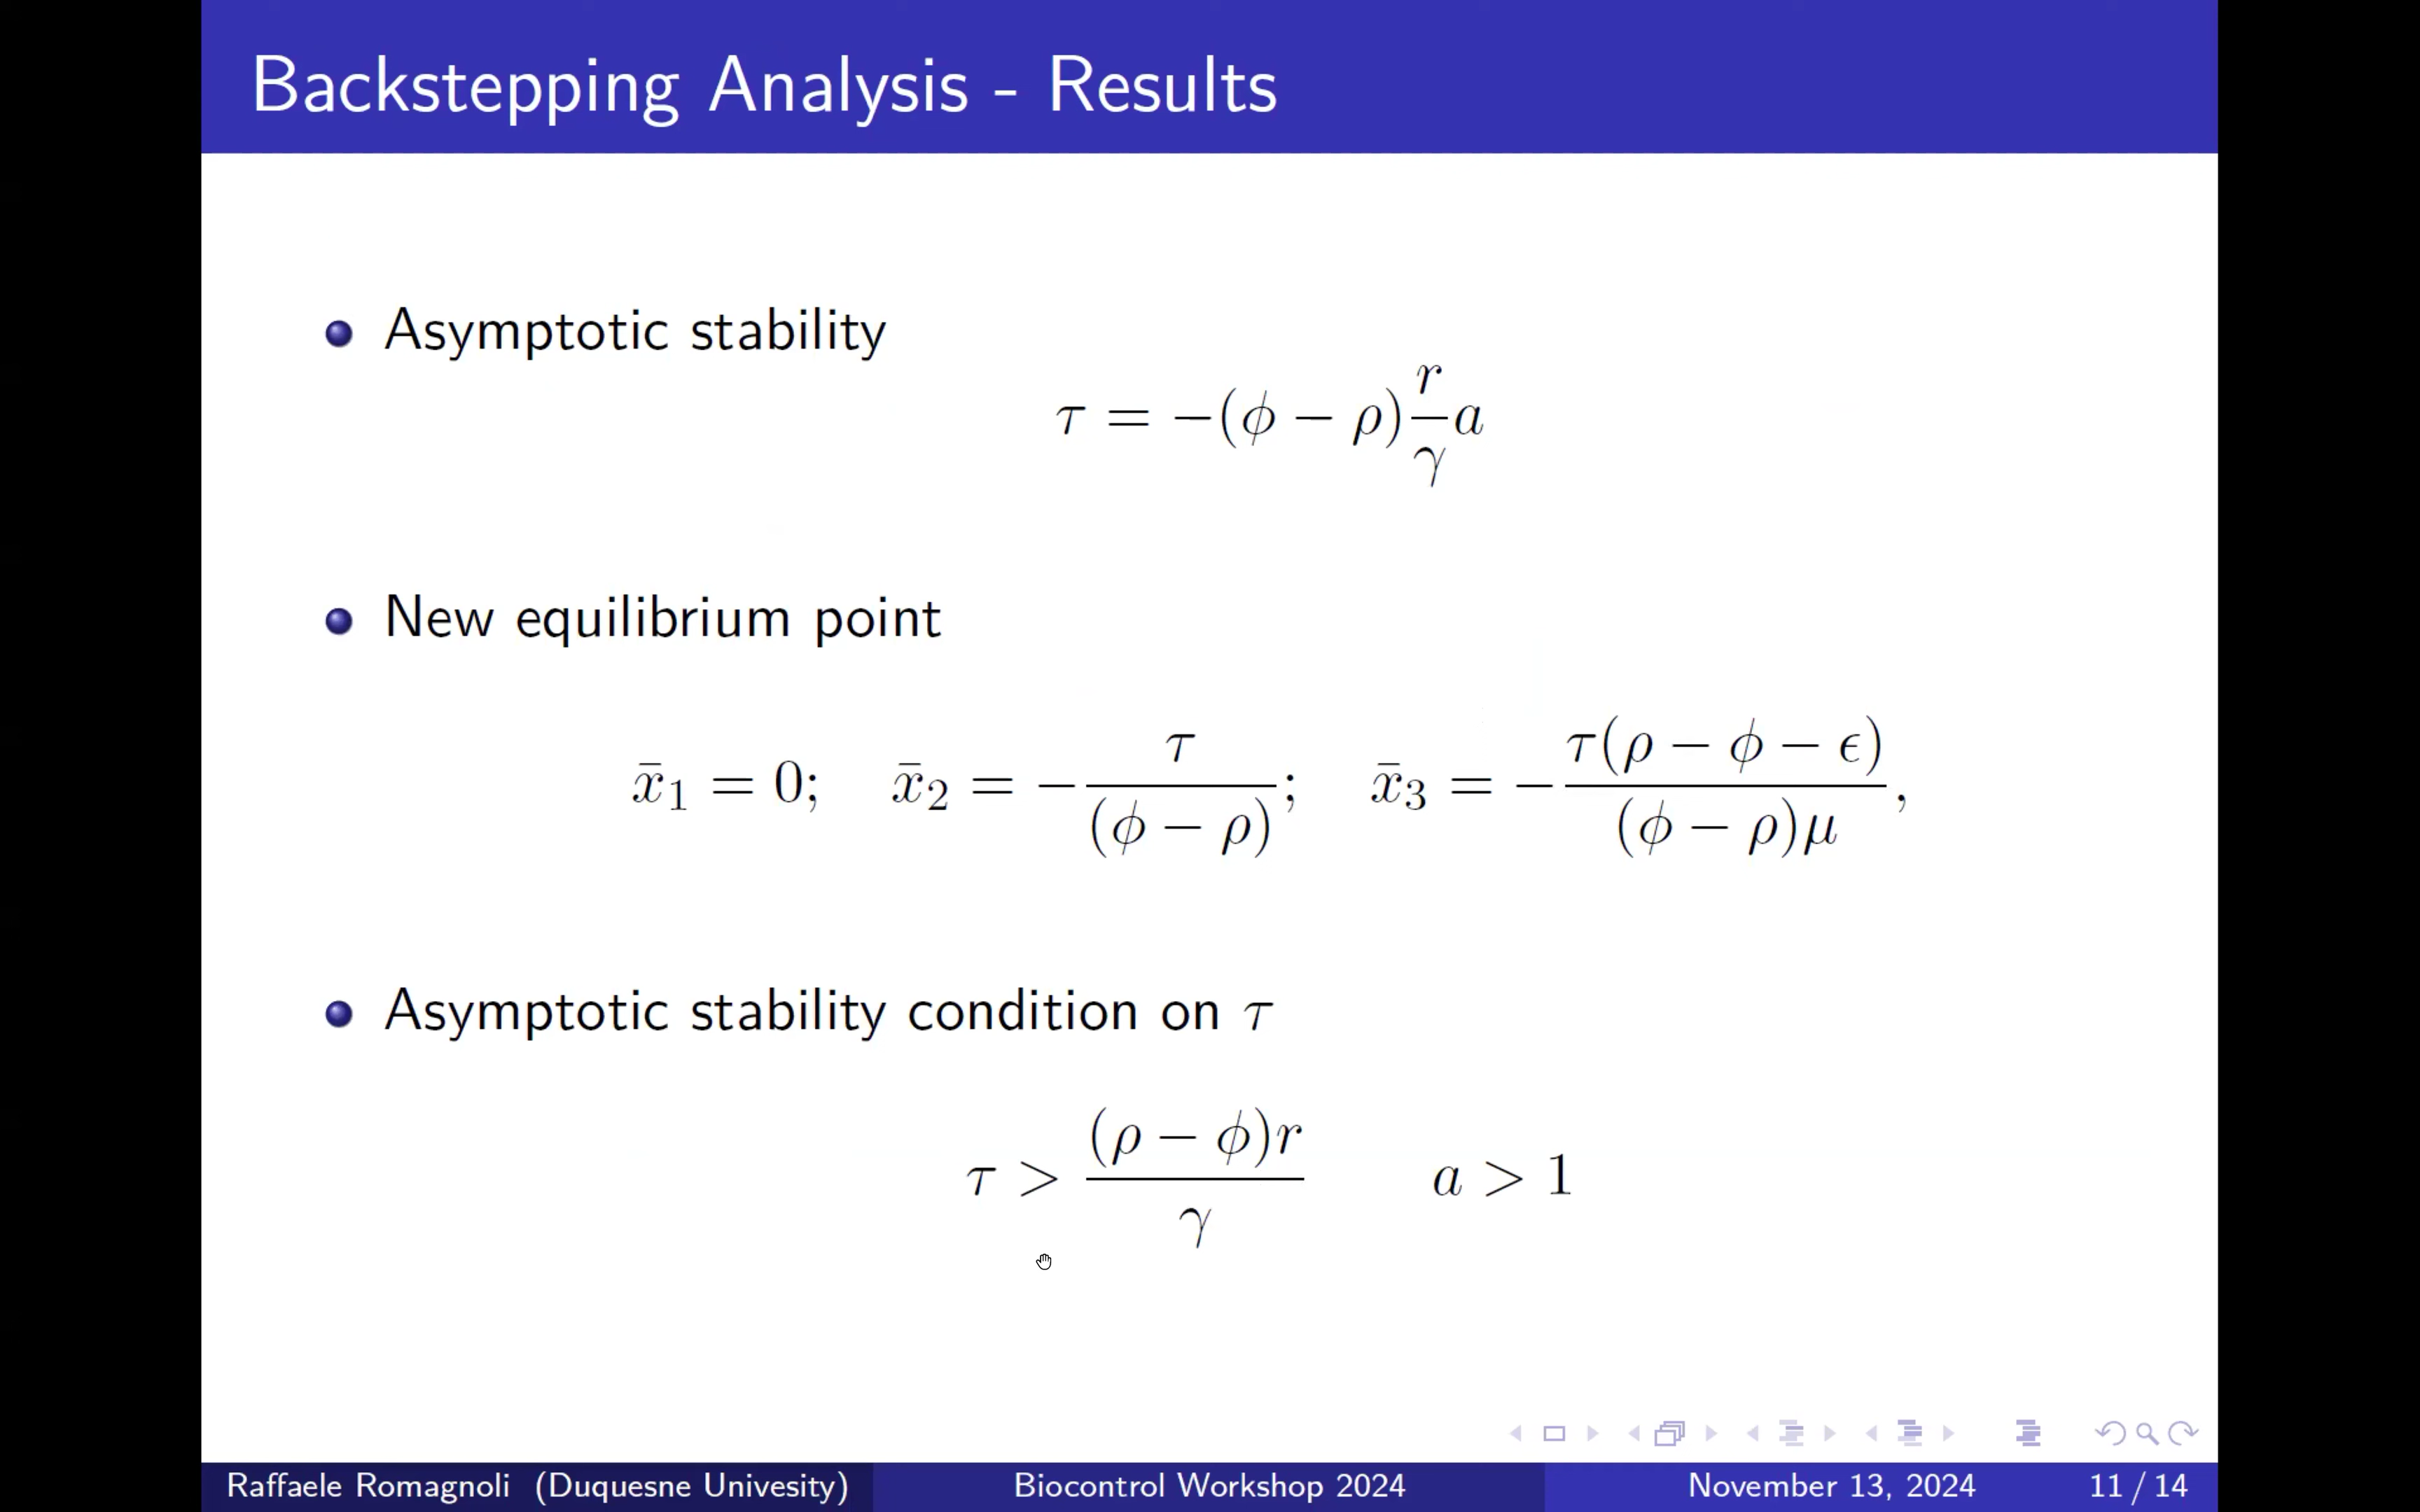 Backstepping Analysis - Results
Asymptotic stability
τ = −(ϕ − ρ) r/γ a
New equilibrium point
x̄₁ = 0; x̄₂ = − τ/(ϕ − ρ); x̄₃ = − τ(ρ − ϕ − ϵ)/(ϕ − ρ)μ,
Asymptotic stability condition on τ
τ > (ρ − ϕ)r/γ a > 1
Raffaele Romagnoli (Duquesne Univesity) Biocontrol Workshop 2024 November 13, 2024 11 / 14